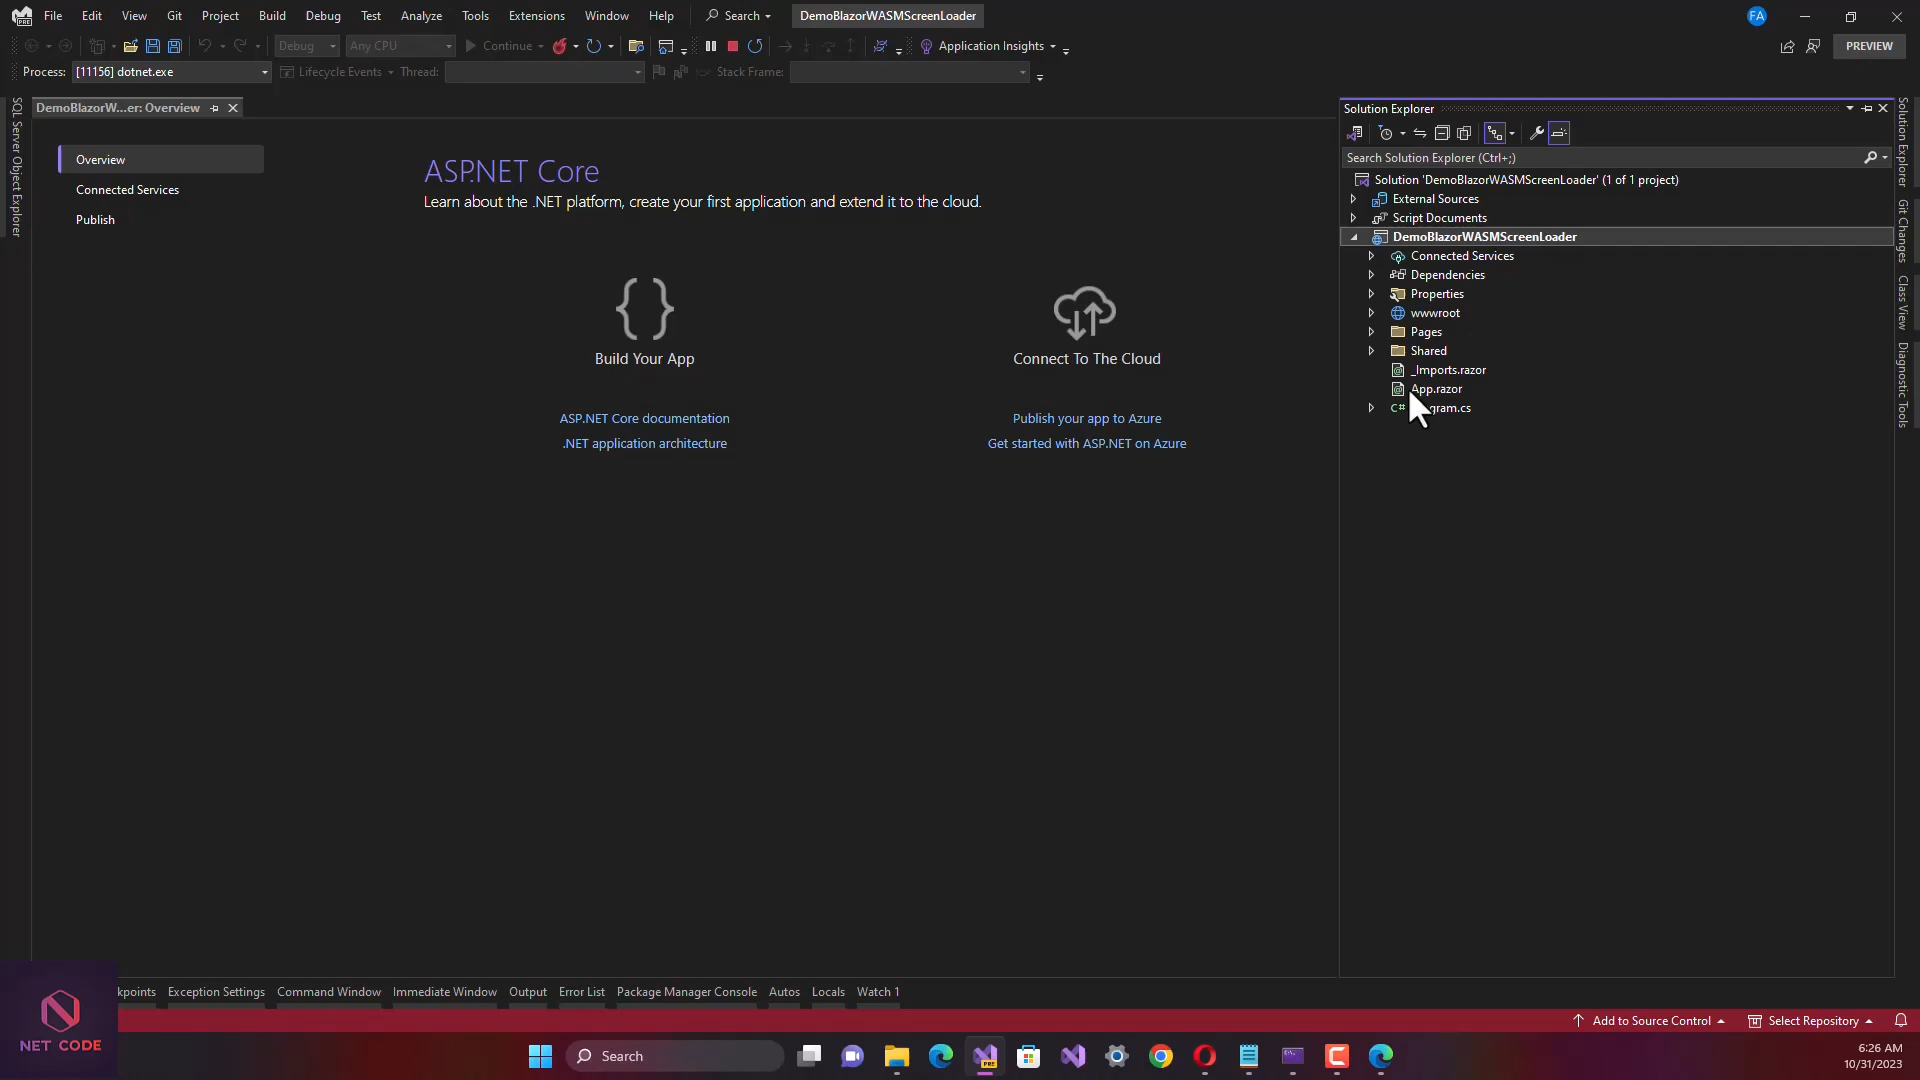 File Edit View Git Project Build Debug Test Analyze Tools Extensions Window Help Search DemoBlazorWASMScreenLoader FA
Debug Any CPU Continue Application Insights PREVIEW
Process: [11156] dotnet.exe Lifecycle Events Thread: Stack Frame:
SQL Server Object Explorer
DemoBlazorW...er: Overview
Overview
Connected Services
Publish
ASP.NET Core
Learn about the .NET platform, create your first application and extend it to the cloud.
Build Your App
ASP.NET Core documentation
.NET application architecture
Connect To The Cloud
Publish your app to Azure
Get started with ASP.NET on Azure
Solution Explorer
Search Solution Explorer (Ctrl+;)
Solution 'DemoBlazorWASMScreenLoader' (1 of 1 project)
External Sources
Script Documents
DemoBlazorWASMScreenLoader
Connected Services
Dependencies
Properties
wwwroot
Pages
Shared
_Imports.razor
App.razor
C# gram.cs
Solution Explorer
Git Changes
Class View
Diagnostic Tools
kpoints Exception Settings Command Window Immediate Window Output Error List Package Manager Console Autos Locals Watch 1
Add to Source Control Select Repository
NET CODE
Search
PRE
6:26 AM
10/31/2023